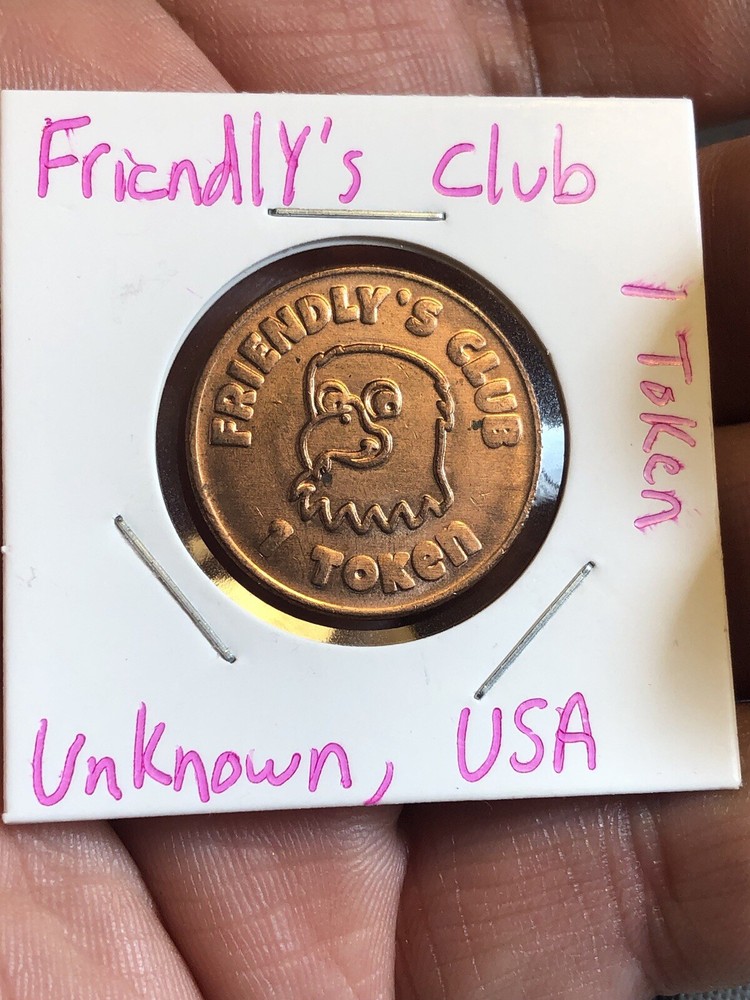 Friendly's Club
1 Token
FRIENDLY'S CLUB
1 Token
Unknown, USA